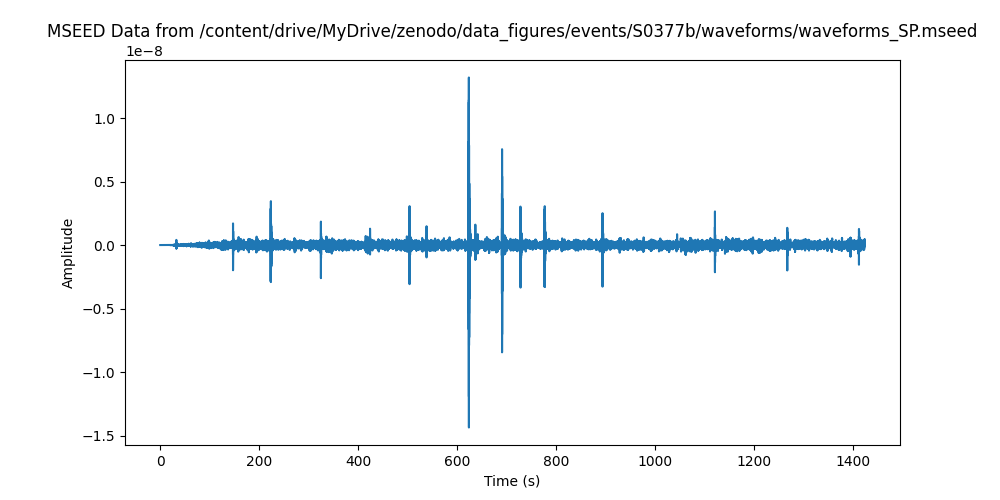 MSEED Data from /content/drive/MyDrive/zenodo/data_figures/events/S0377b/waveforms/waveforms_SP.mseed
1e−8
1.0
0.5
0.0
−0.5
−1.0
−1.5
Amplitude
0 200 400 600 800 1000 1200 1400
Time (s)